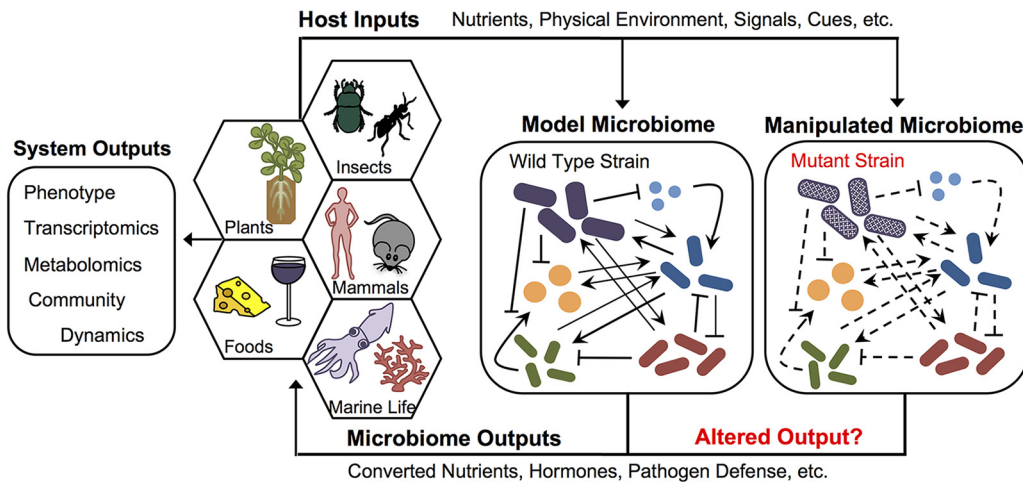 Host Inputs
Nutrients, Physical Environment, Signals, Cues, etc.
System Outputs
Phenotype
Transcriptomics
Metabolomics
Community
Dynamics
Insects
Plants
Mammals
Foods
Marine Life
Model Microbiome
Wild Type Strain
Manipulated Microbiome
Mutant Strain
Microbiome Outputs
Altered Output?
Converted Nutrients, Hormones, Pathogen Defense, etc.